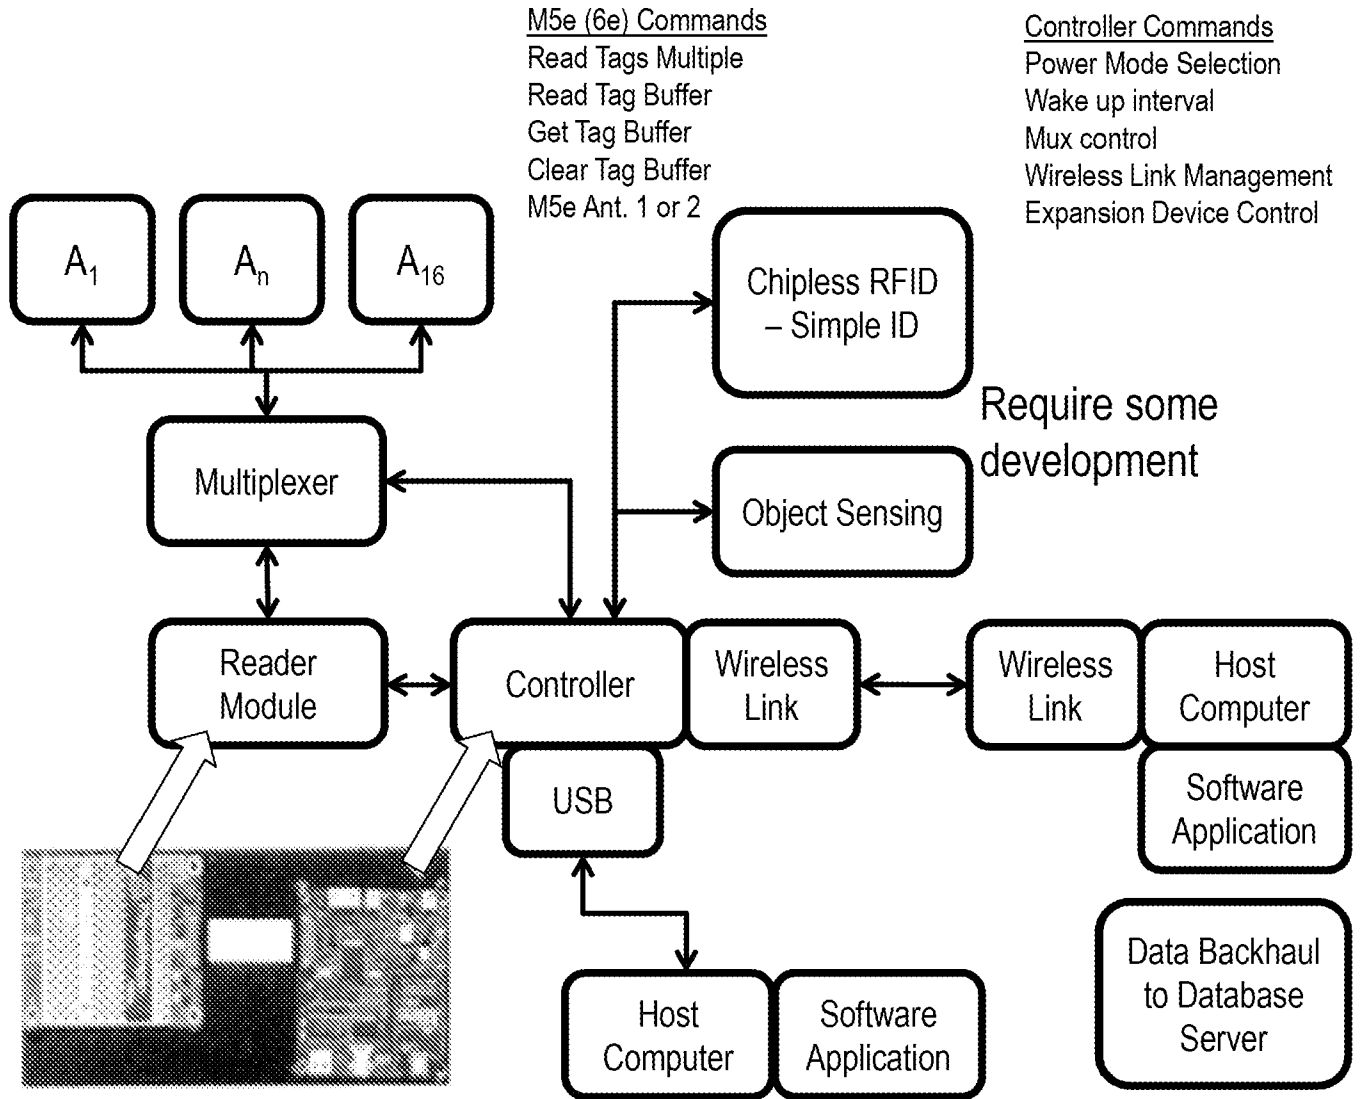 M5e (6e) Commands
Read Tags Multiple
Read Tag Buffer
Get Tag Buffer
Clear Tag Buffer
M5e Ant. 1 or 2
Controller Commands
Power Mode Selection
Wake up interval
Mux control
Wireless Link Management
Expansion Device Control
A1
An
A16
Chipless RFID
– Simple ID
Require some
development
Multiplexer
Object Sensing
Reader
Module
Controller
Wireless
Link
Wireless
Link
Host
Computer
USB
Software
Application
Host
Computer
Software
Application
Data Backhaul
to Database
Server